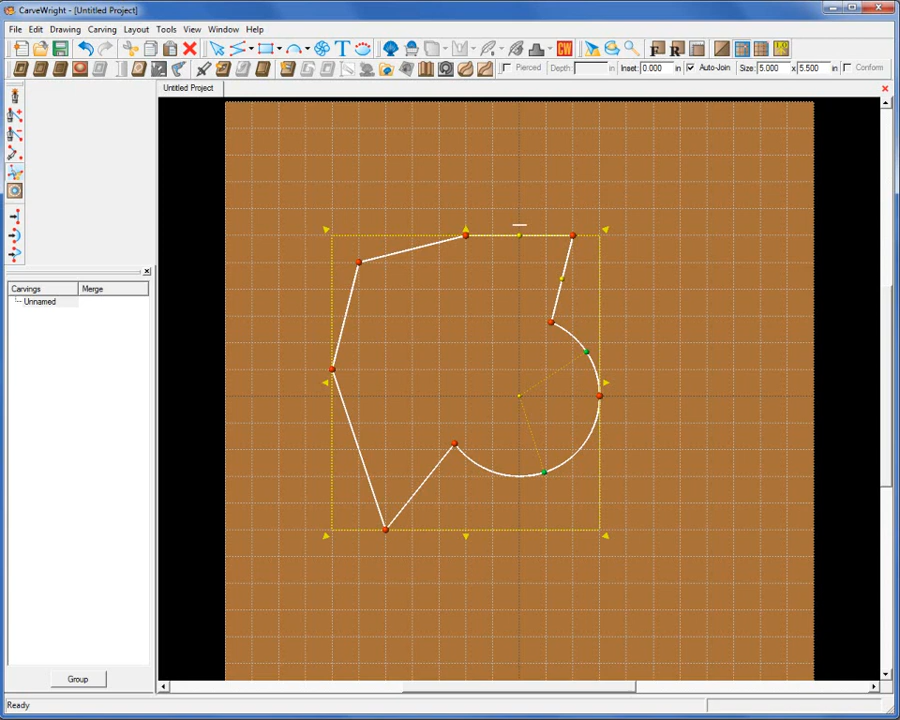 CarveWright - [Untitled Project]
File Edit Drawing Carving Layout Tools View Window Help
T F R CW
Pierced Depth: in Inset: 0.000 in Auto-Join Size: 5.000 x 5.500 in Conform
Untitled Project
Carvings Merge
Unnamed
Group
Ready